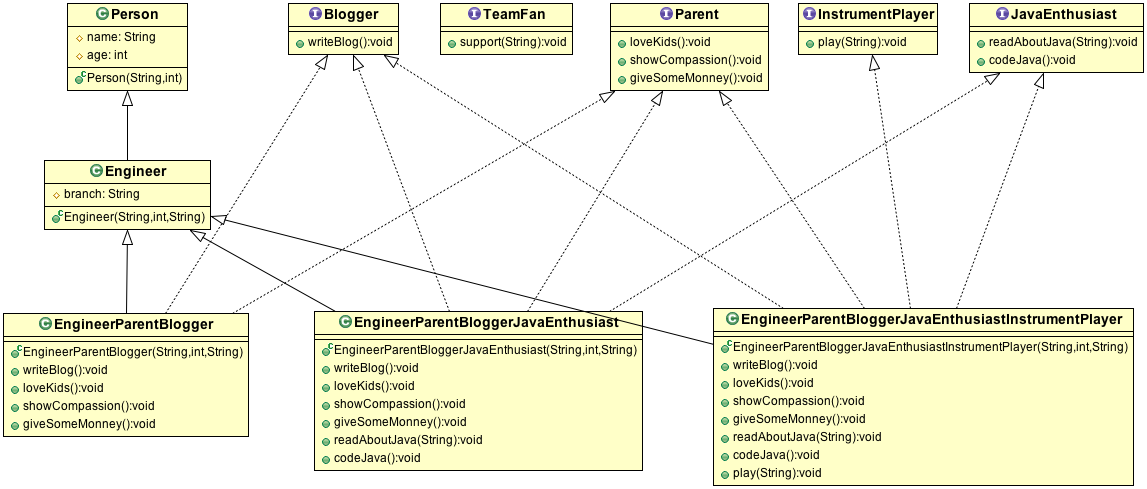 Person
name: String
age: int
Person(String,int)
Blogger
writeBlog():void
TeamFan
support(String):void
Parent
loveKids():void
showCompassion():void
giveSomeMonney():void
InstrumentPlayer
play(String):void
JavaEnthusiast
readAboutJava(String):void
codeJava():void
Engineer
branch: String
Engineer(String,int,String)
EngineerParentBlogger
EngineerParentBlogger(String,int,String)
writeBlog():void
loveKids():void
showCompassion():void
giveSomeMonney():void
EngineerParentBloggerJavaEnthusiast
EngineerParentBloggerJavaEnthusiast(String,int,String)
writeBlog():void
loveKids():void
showCompassion():void
giveSomeMonney():void
readAboutJava(String):void
codeJava():void
EngineerParentBloggerJavaEnthusiastInstrumentPlayer
EngineerParentBloggerJavaEnthusiastInstrumentPlayer(String,int,String)
writeBlog():void
loveKids():void
showCompassion():void
giveSomeMonney():void
readAboutJava(String):void
codeJava():void
play(String):void